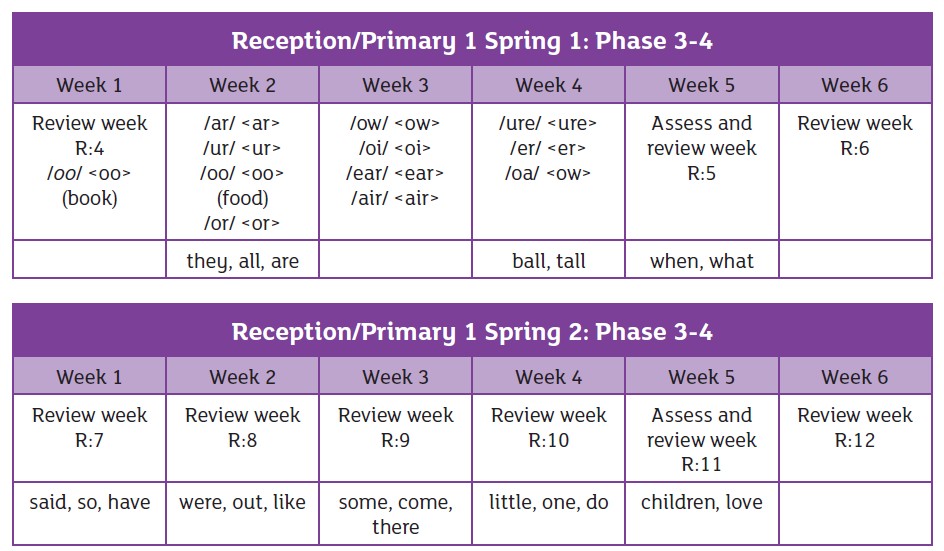 Reception/Primary 1 Spring 1: Phase 3-4
Week 1
Week 2
Week 3
Week 4
Week 5
Week 6
Review week
R:4
/oo/ <oo>
(book)
/ar/ <ar>
/ur/ <ur>
/oo/ <oo>
(food)
/or/ <or>
/ow/ <ow>
/oi/ <oi>
/ear/ <ear>
/air/ <air>
/ure/ <ure>
/er/ <er>
/oa/ <ow>
Assess and
review week
R:5
Review week
R:6
they, all, are
ball, tall
when, what
Reception/Primary 1 Spring 2: Phase 3-4
Week 1
Week 2
Week 3
Week 4
Week 5
Week 6
Review week
R:7
Review week
R:8
Review week
R:9
Review week
R:10
Assess and
review week
R:11
Review week
R:12
said, so, have
were, out, like
some, come,
there
little, one, do
children, love